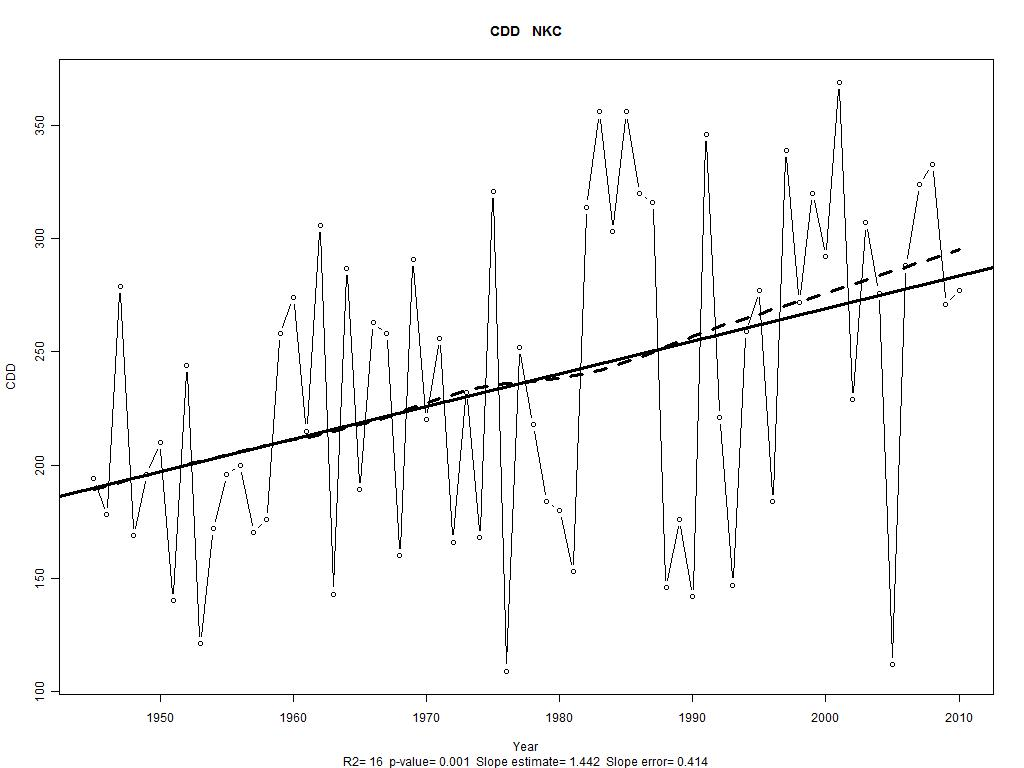 CDD NKC
350
300
250
200
150
100
CDD
1950 1960 1970 1980 1990 2000 2010
Year
R2= 16 p-value= 0.001 Slope estimate= 1.442 Slope error= 0.414